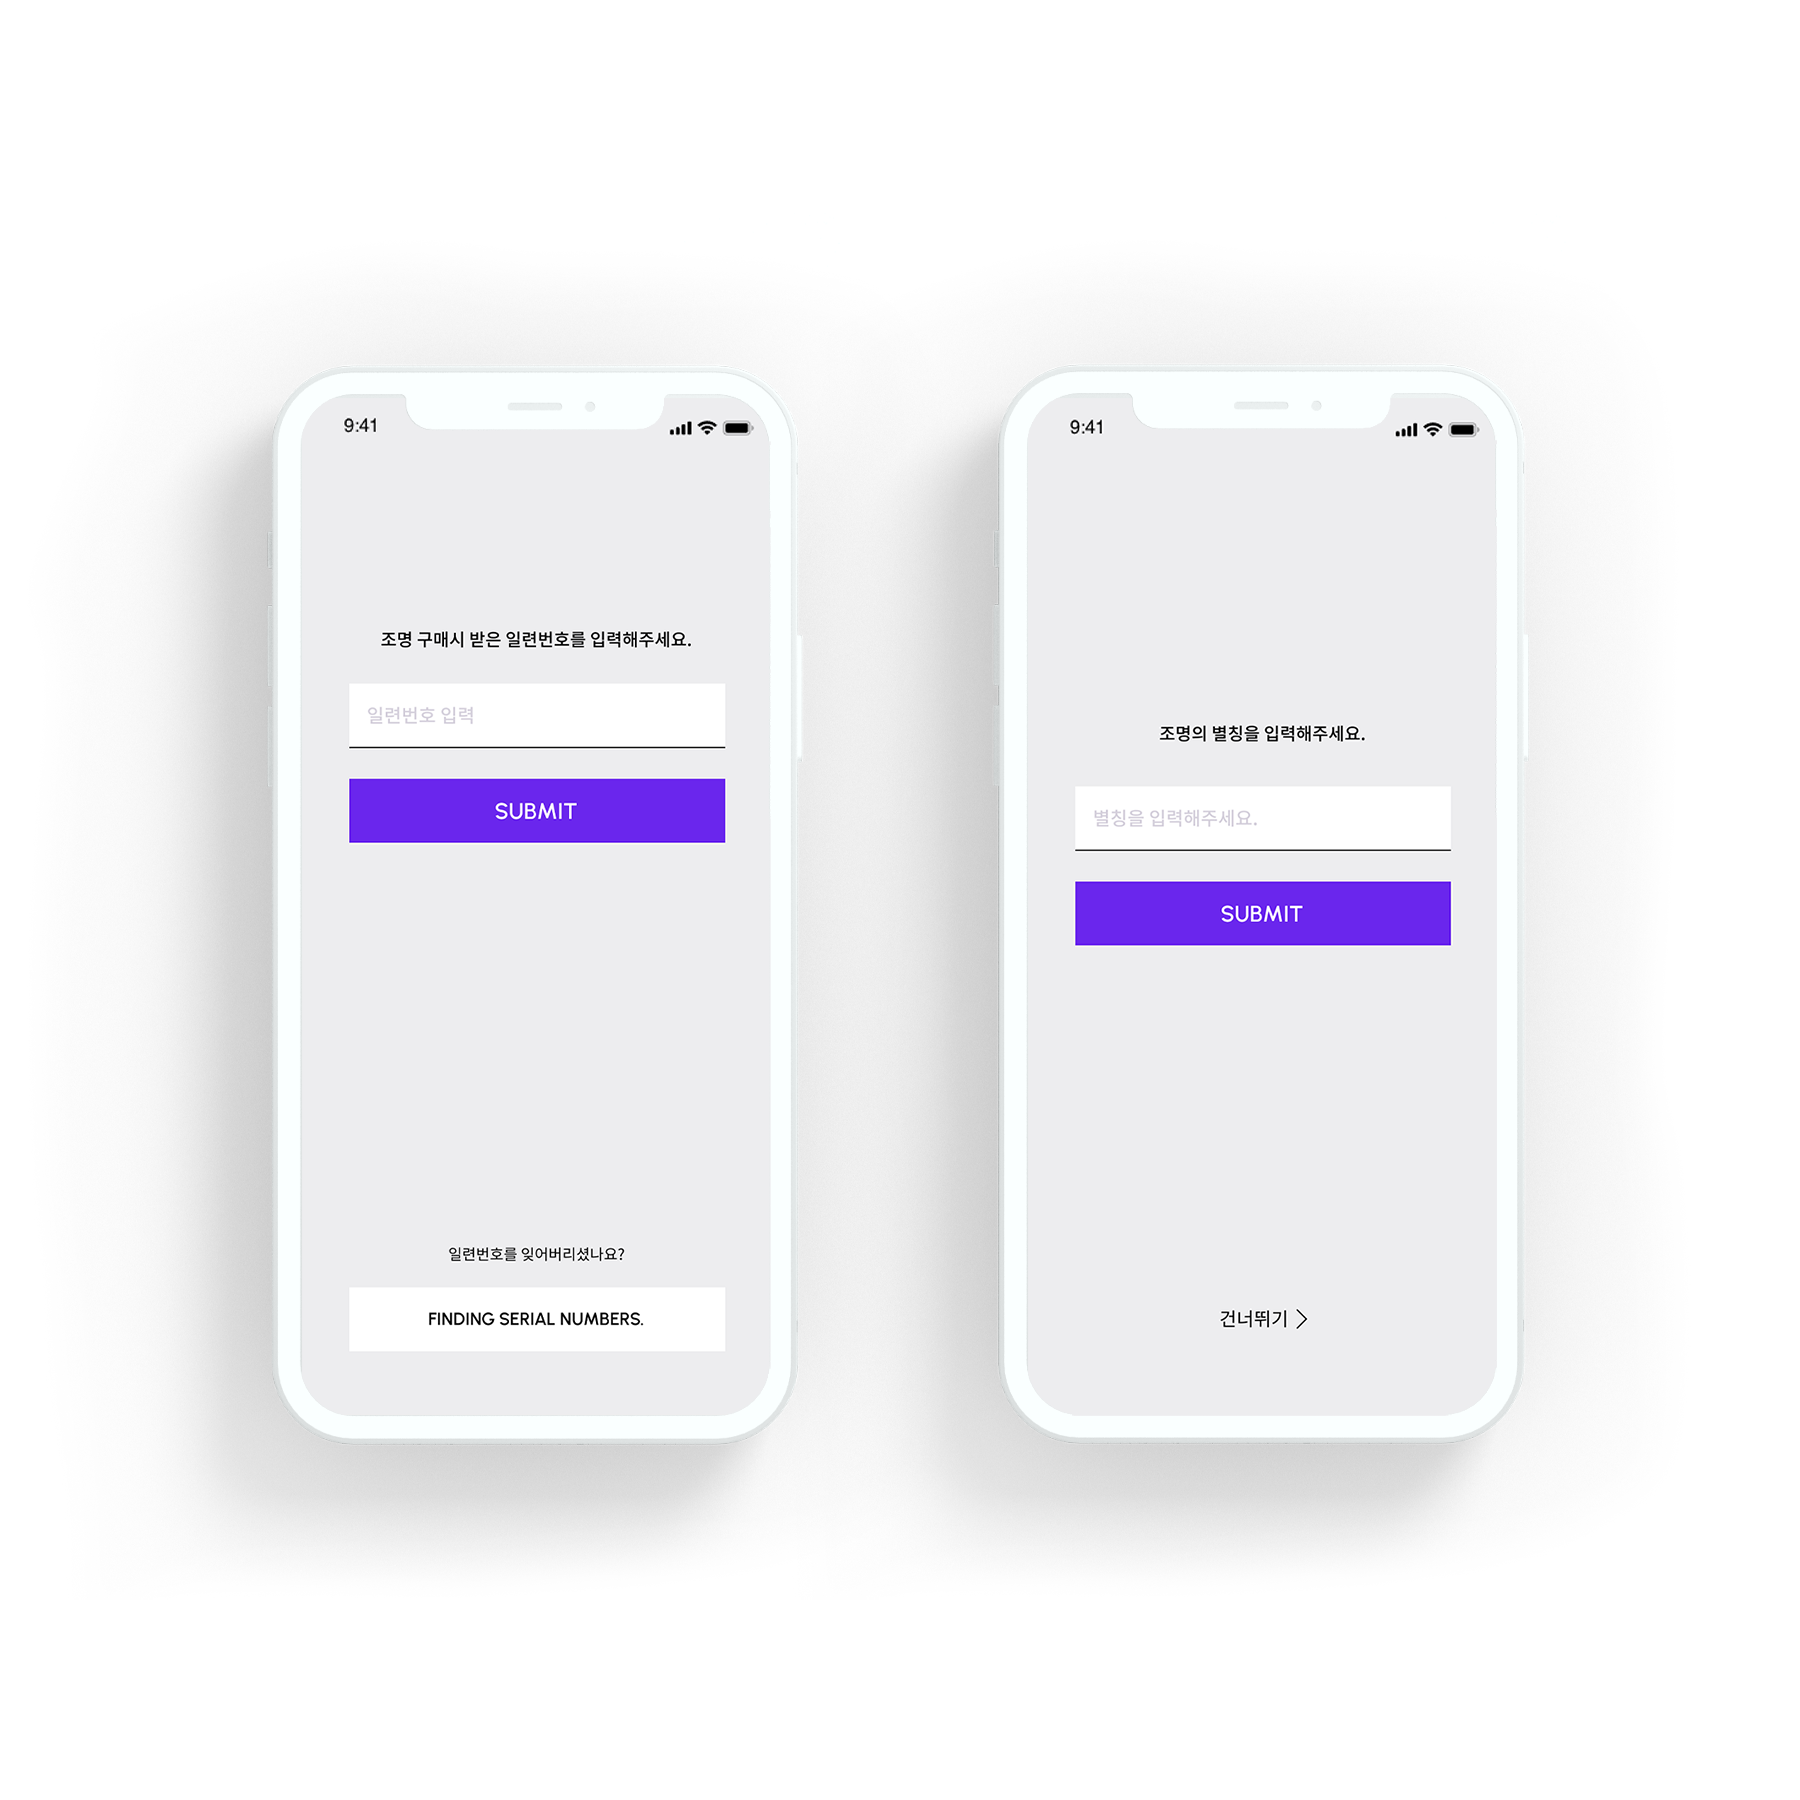 9:41
조명 구매시 받은 일련번호를 입력해주세요.
일련번호 입력
SUBMIT
일련번호를 잊어버리셨나요?
FINDING SERIAL NUMBERS.
9:41
조명의 별칭을 입력해주세요.
별칭을 입력해주세요.
SUBMIT
건너뛰기